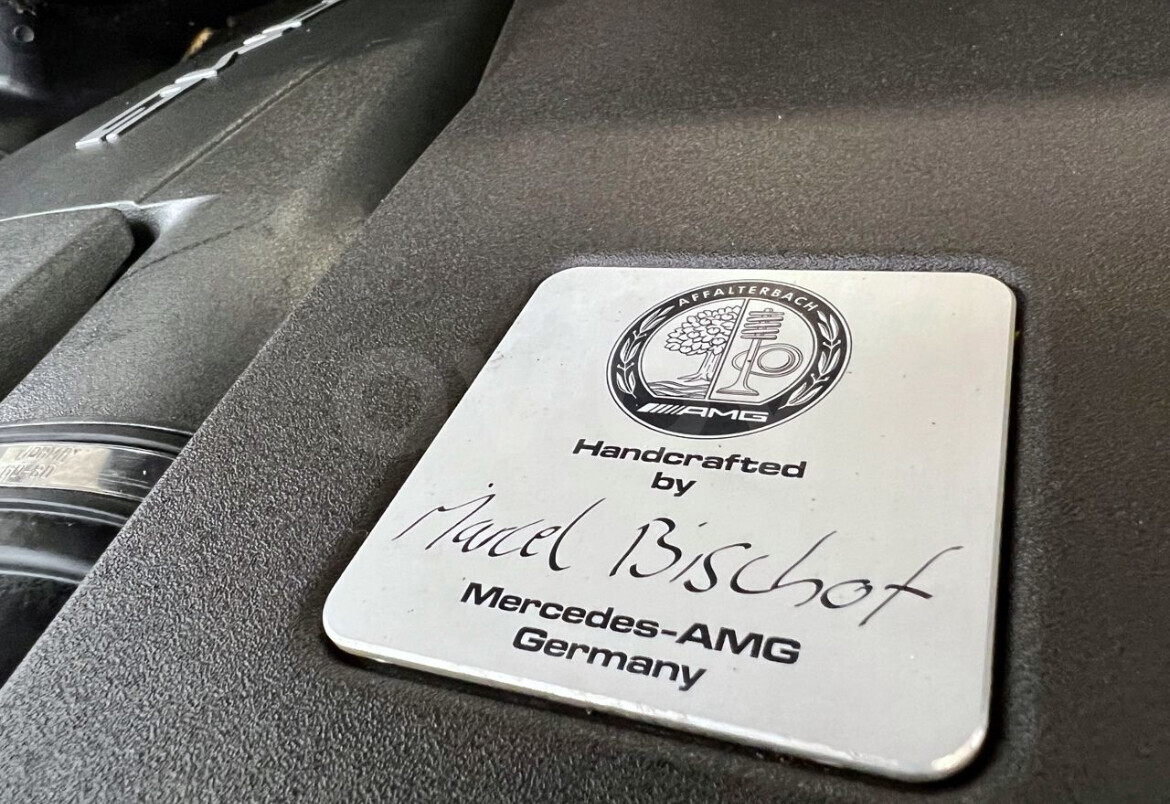 AFFALTERBACH
AMG
Handcrafted
by
Marcel Bischof
Mercedes-AMG
Germany